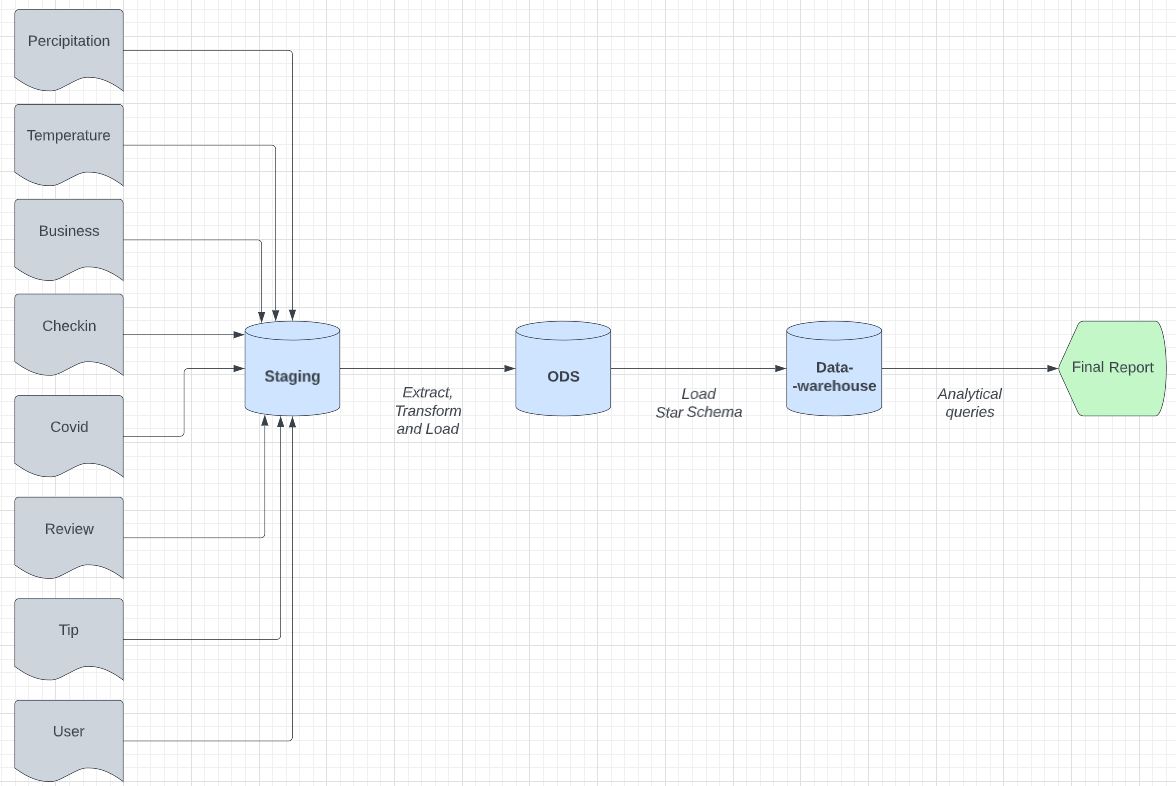 Percipitation
Temperature
Business
Checkin
Covid
Review
Tip
User
Staging
Extract,
Transform
and Load
ODS
Load
Star Schema
Data-
-warehouse
Analytical
queries
Final Report